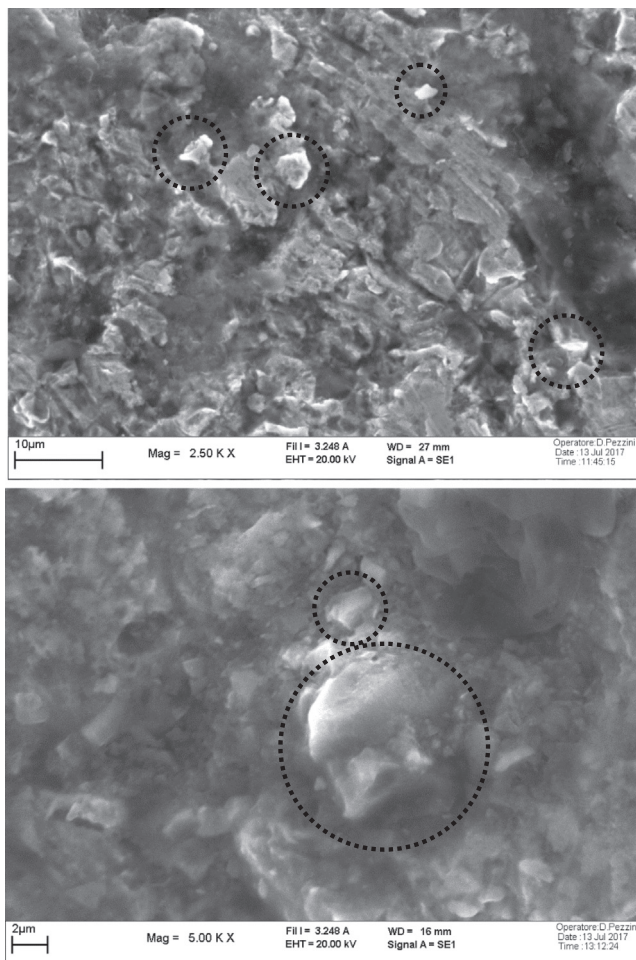 10µm
Mag = 2.50 K X
Fil I = 3.248 A
EHT = 20.00 kV
WD = 27 mm
Signal A = SE1
Operatore:D.Pezzini
Date :13 Jul 2017
Time :11:45:15
2µm
Mag = 5.00 K X
Fil I = 3.248 A
EHT = 20.00 kV
WD = 16 mm
Signal A = SE1
Operatore:D.Pezzini
Date :13 Jul 2017
Time :13:12:24